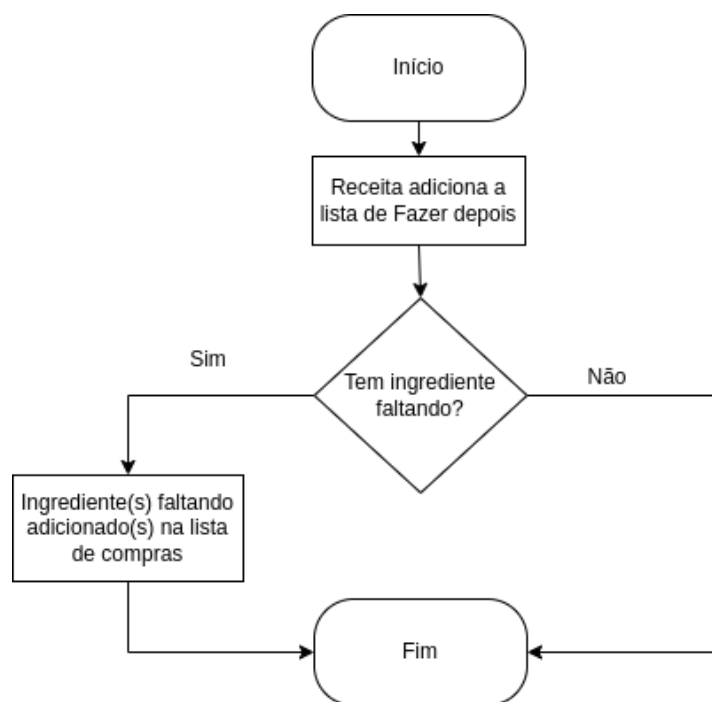 Início
Receita adiciona a
lista de Fazer depois
Sim
Tem ingrediente
faltando?
Não
Ingrediente(s) faltando
adicionado(s) na lista
de compras
Fim